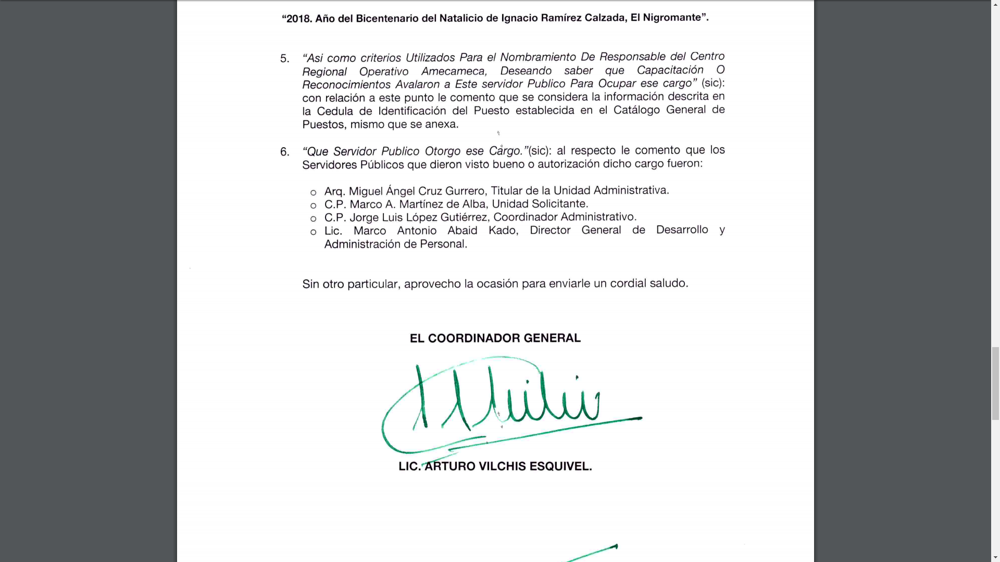 “2018. Año del Bicentenario del Natalicio de Ignacio Ramírez Calzada, El Nigromante”.
5. “Asi como criterios Utilizados Para el Nombramiento De Responsable del Centro
Regional Operativo Amecameca, Deseando saber que Capacitación O
Reconocimientos Avalaron a Este servidor Publico Para Ocupar ese cargo” (sic):
con relación a este punto le comento que se considera la información descrita en
la Cedula de Identificación del Puesto establecida en el Catálogo General de
Puestos, mismo que se anexa.
6. “Que Servidor Publico Otorgo ese Cargo.”(sic): al respecto le comento que los
Servidores Públicos que dieron visto bueno o autorización dicho cargo fueron:
o Arq. Miguel Ángel Cruz Gurrero, Titular de la Unidad Administrativa.
o C.P. Marco A. Martínez de Alba, Unidad Solicitante.
o C.P. Jorge Luis López Gutiérrez, Coordinador Administrativo.
o Lic. Marco Antonio Abaid Kado, Director General de Desarrollo y
Administración de Personal.
Sin otro particular, aprovecho la ocasión para enviarle un cordial saludo.
EL COORDINADOR GENERAL
LIC. ARTURO VILCHIS ESQUIVEL.